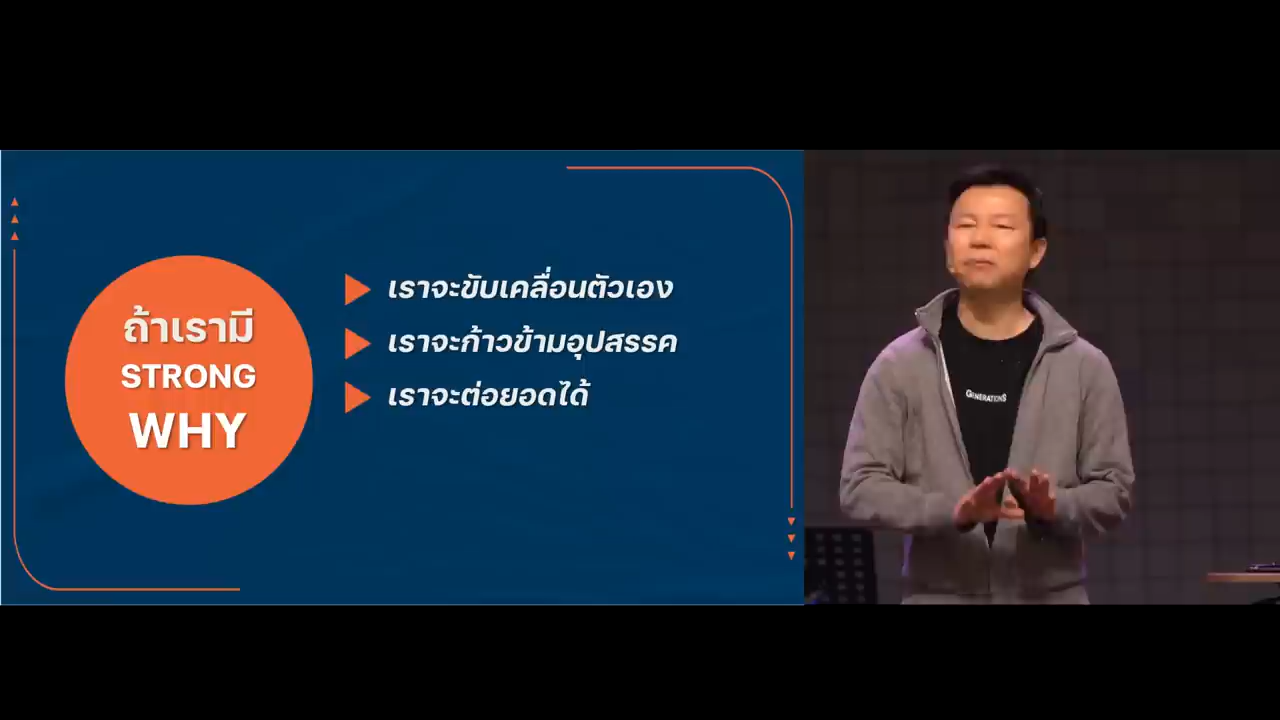 ถ้าเรามี
STRONG
WHY
เราจะขับเคลื่อนตัวเอง
เราจะก้าวข้ามอุปสรรค
เราจะต่อยอดได้
GENERATIONS